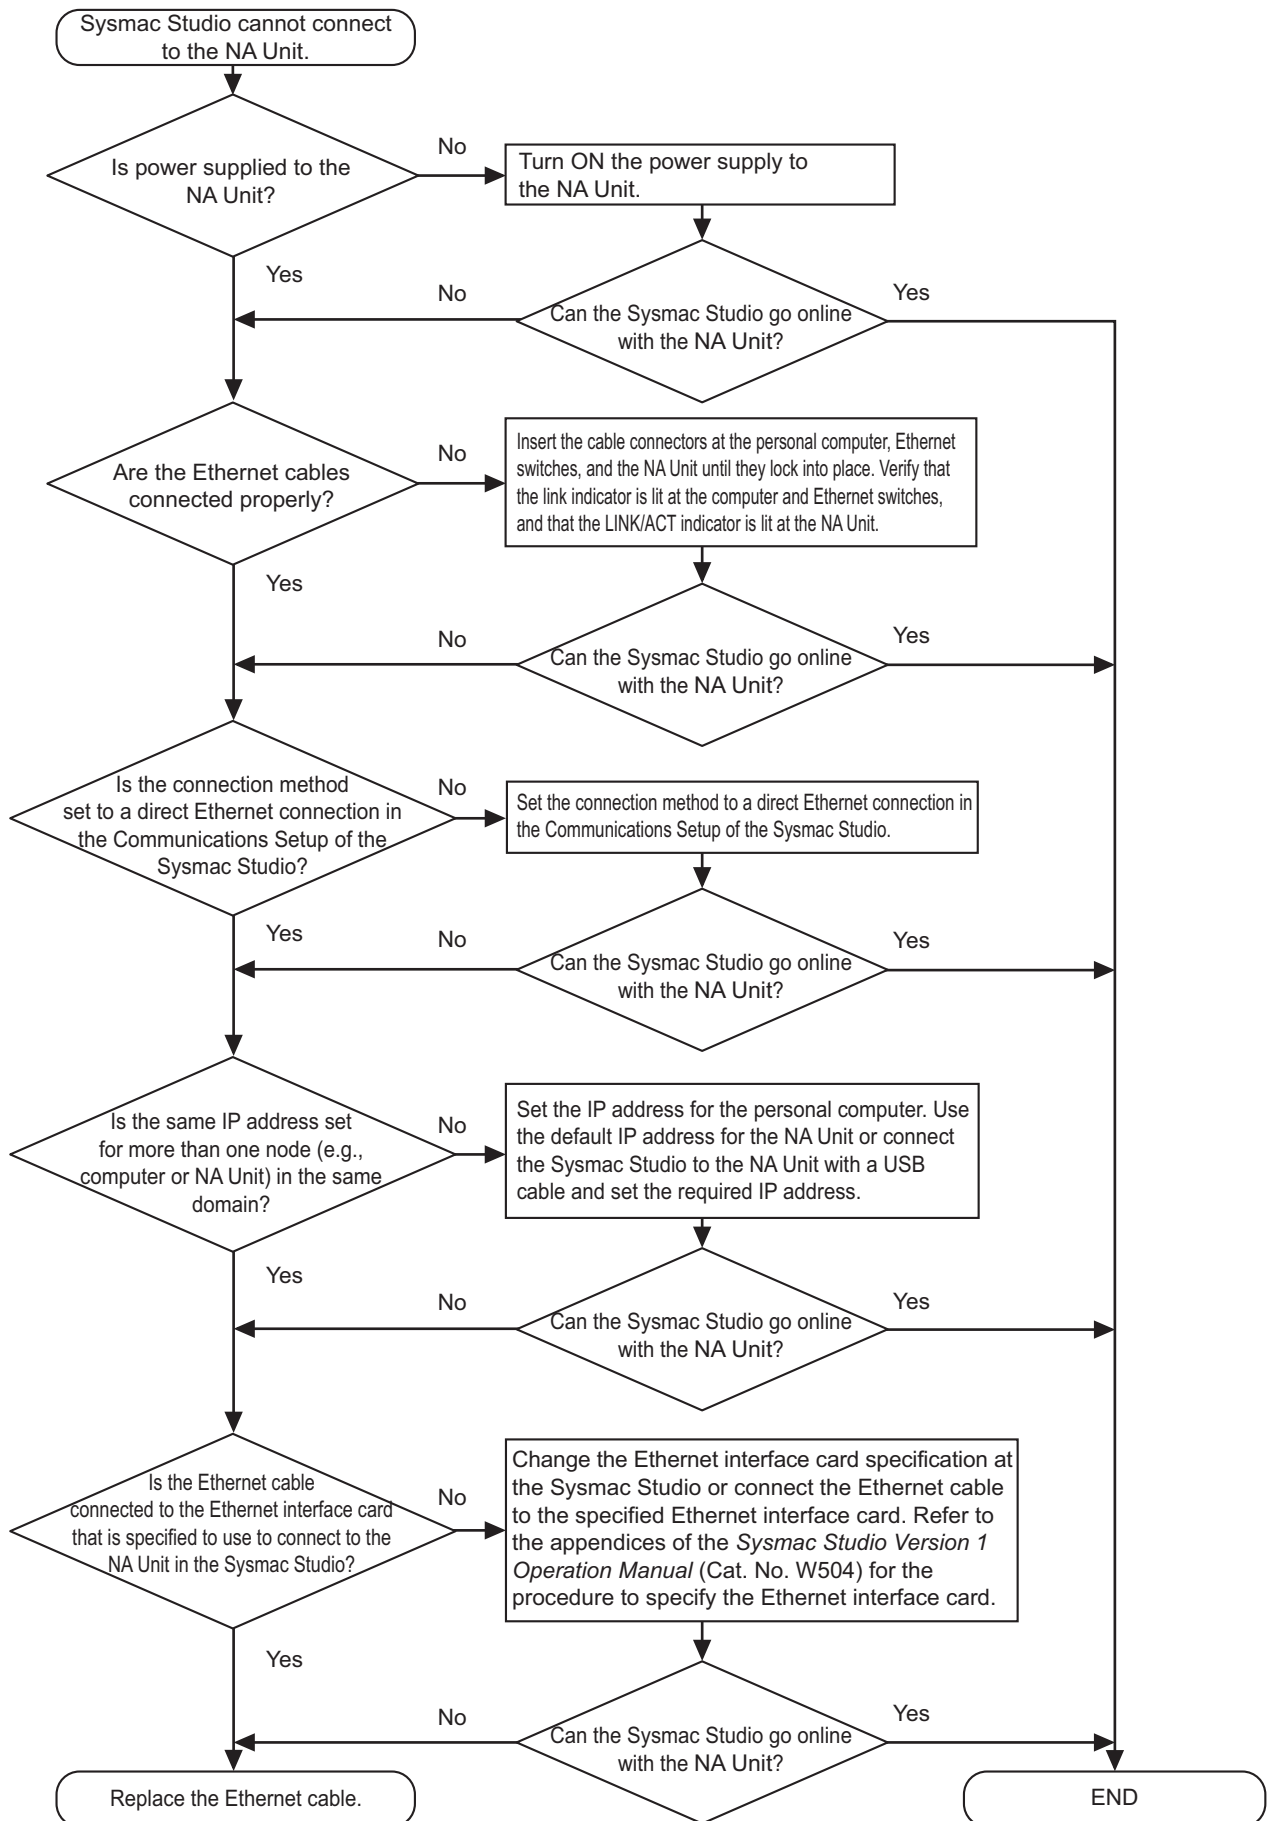 Sysmac Studio cannot connect
to the NA Unit.
Is power supplied to the
NA Unit?
No
Turn ON the power supply to
the NA Unit.
Yes
No
Can the Sysmac Studio go online
with the NA Unit?
Yes
Are the Ethernet cables
connected properly?
No
Insert the cable connectors at the personal computer, Ethernet
switches, and the NA Unit until they lock into place. Verify that
the link indicator is lit at the computer and Ethernet switches,
and that the LINK/ACT indicator is lit at the NA Unit.
Yes
No
Can the Sysmac Studio go online
with the NA Unit?
Yes
Is the connection method
set to a direct Ethernet connection in
the Communications Setup of the
Sysmac Studio?
No
Set the connection method to a direct Ethernet connection in
the Communications Setup of the Sysmac Studio.
Yes
No
Can the Sysmac Studio go online
with the NA Unit?
Yes
Is the same IP address set
for more than one node (e.g.,
computer or NA Unit) in the same
domain?
No
Set the IP address for the personal computer. Use
the default IP address for the NA Unit or connect
the Sysmac Studio to the NA Unit with a USB
cable and set the required IP address.
Yes
No
Can the Sysmac Studio go online
with the NA Unit?
Yes
Is the Ethernet cable
connected to the Ethernet interface card
that is specified to use to connect to the
NA Unit in the Sysmac Studio?
No
Change the Ethernet interface card specification at
the Sysmac Studio or connect the Ethernet cable
to the specified Ethernet interface card. Refer to
the appendices of the Sysmac Studio Version 1
Operation Manual (Cat. No. W504) for the
procedure to specify the Ethernet interface card.
Yes
No
Can the Sysmac Studio go online
with the NA Unit?
Yes
Replace the Ethernet cable.
END